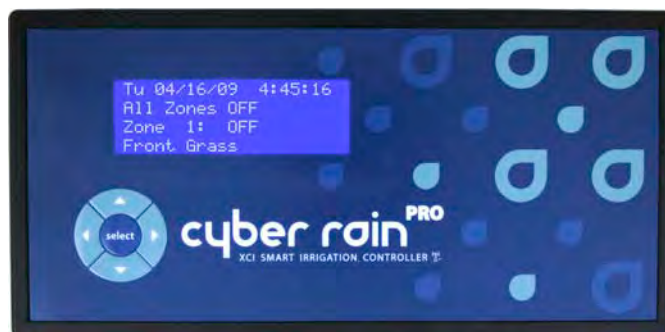 Tu 04/16/09 4:45:16
All Zones OFF
Zone 1: OFF
Front Grass
select
cyber rain PRO
XCI SMART IRRIGATION CONTROLLER